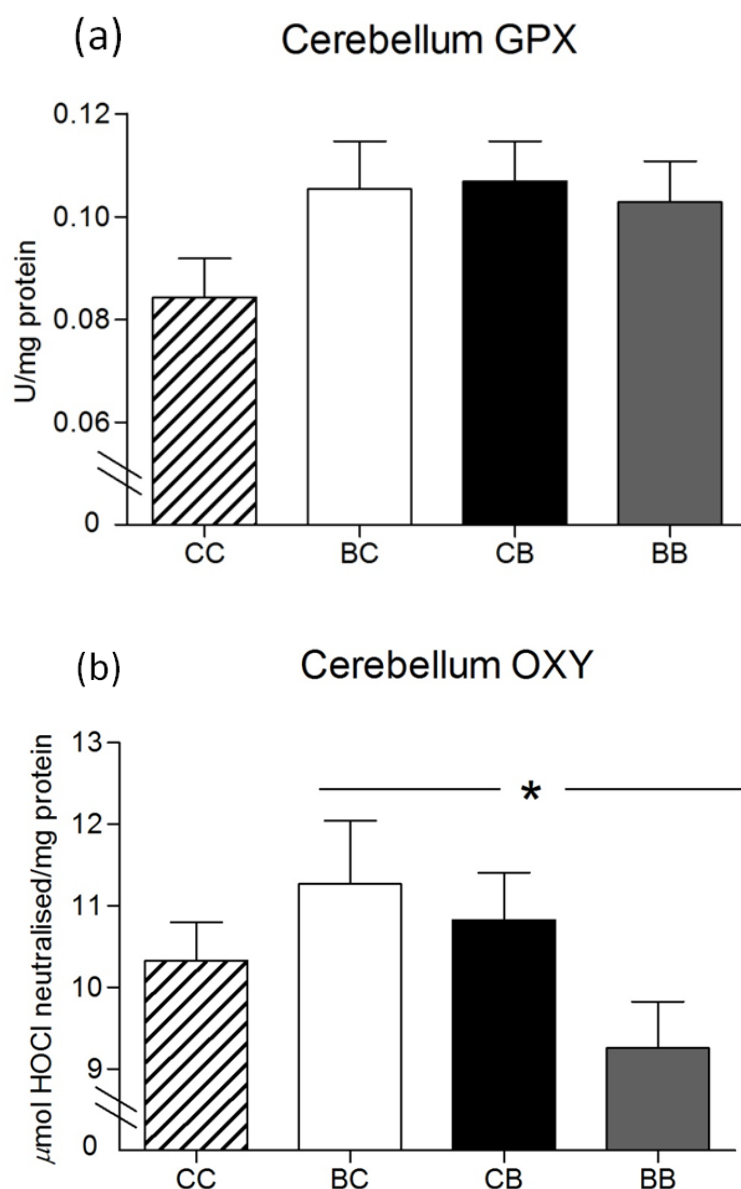 (a) Cerebellum GPX
U/mg protein
0.12
0.10
0.08
0.06
0
CC BC CB BB
(b) Cerebellum OXY
µmol HOCl neutralised/mg protein
13
12
11
10
9
0
*
CC BC CB BB